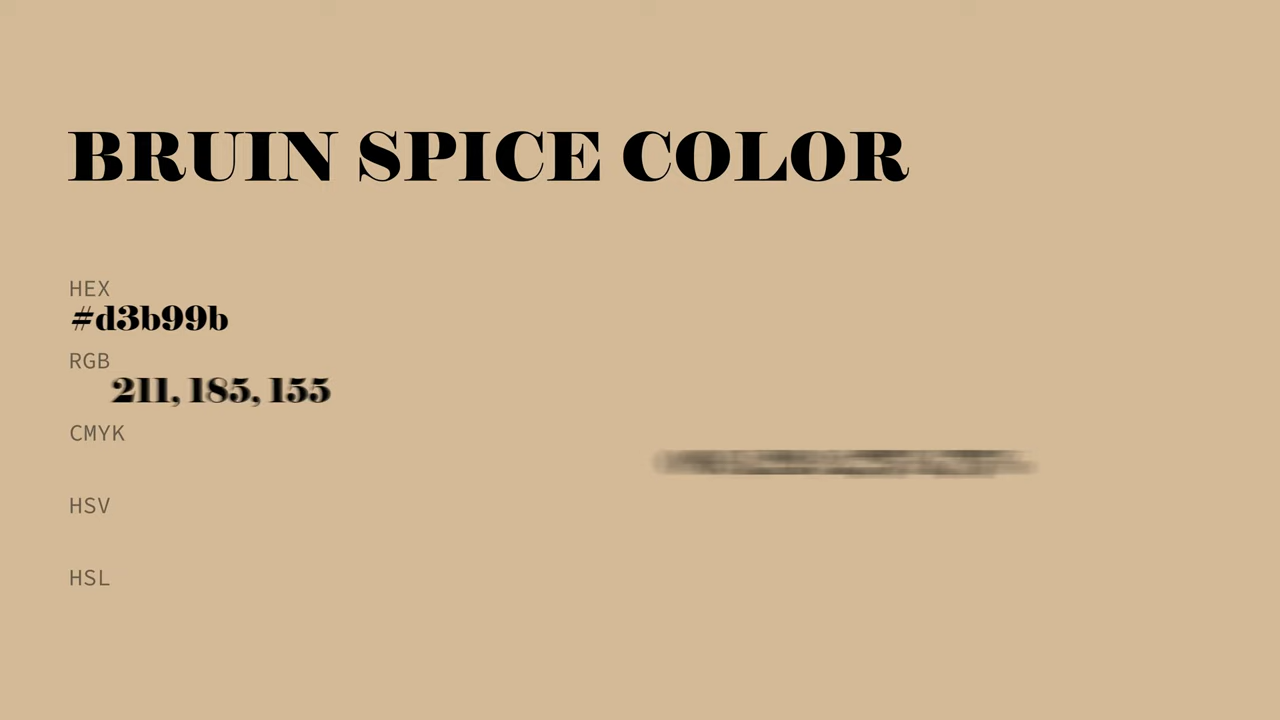 BRUIN SPICE COLOR
HEX
#d3b99b
RGB
211, 185, 155
CMYK
HSV
HSL